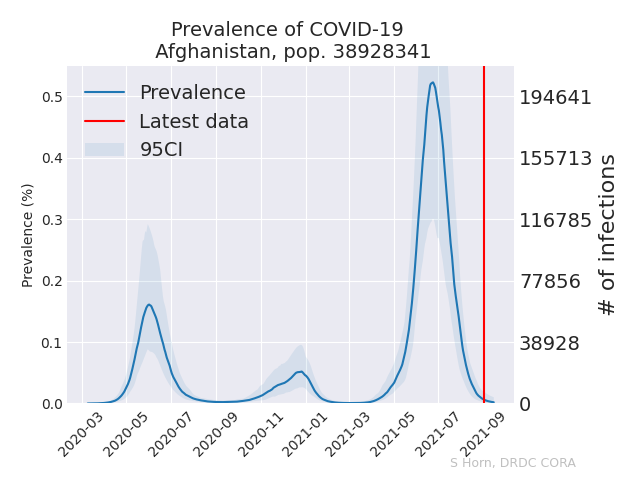 Prevalence of COVID-19
Afghanistan, pop. 38928341
Prevalence
Latest data
95CI
Prevalence (%)
0.5
0.4
0.3
0.2
0.1
0.0
194641
155713
116785
77856
38928
0
# of infections
2020-03
2020-05
2020-07
2020-09
2020-11
2021-01
2021-03
2021-05
2021-07
2021-09
S Horn, DRDC CORA